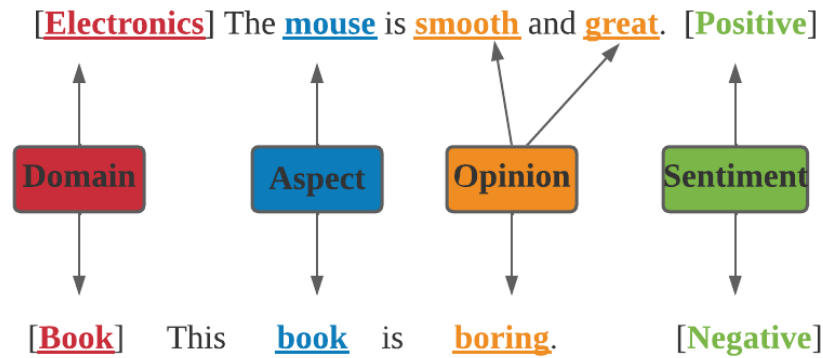 [Electronics] The mouse is smooth and great. [Positive]
Domain Aspect Opinion Sentiment
[Book] This book is boring. [Negative]